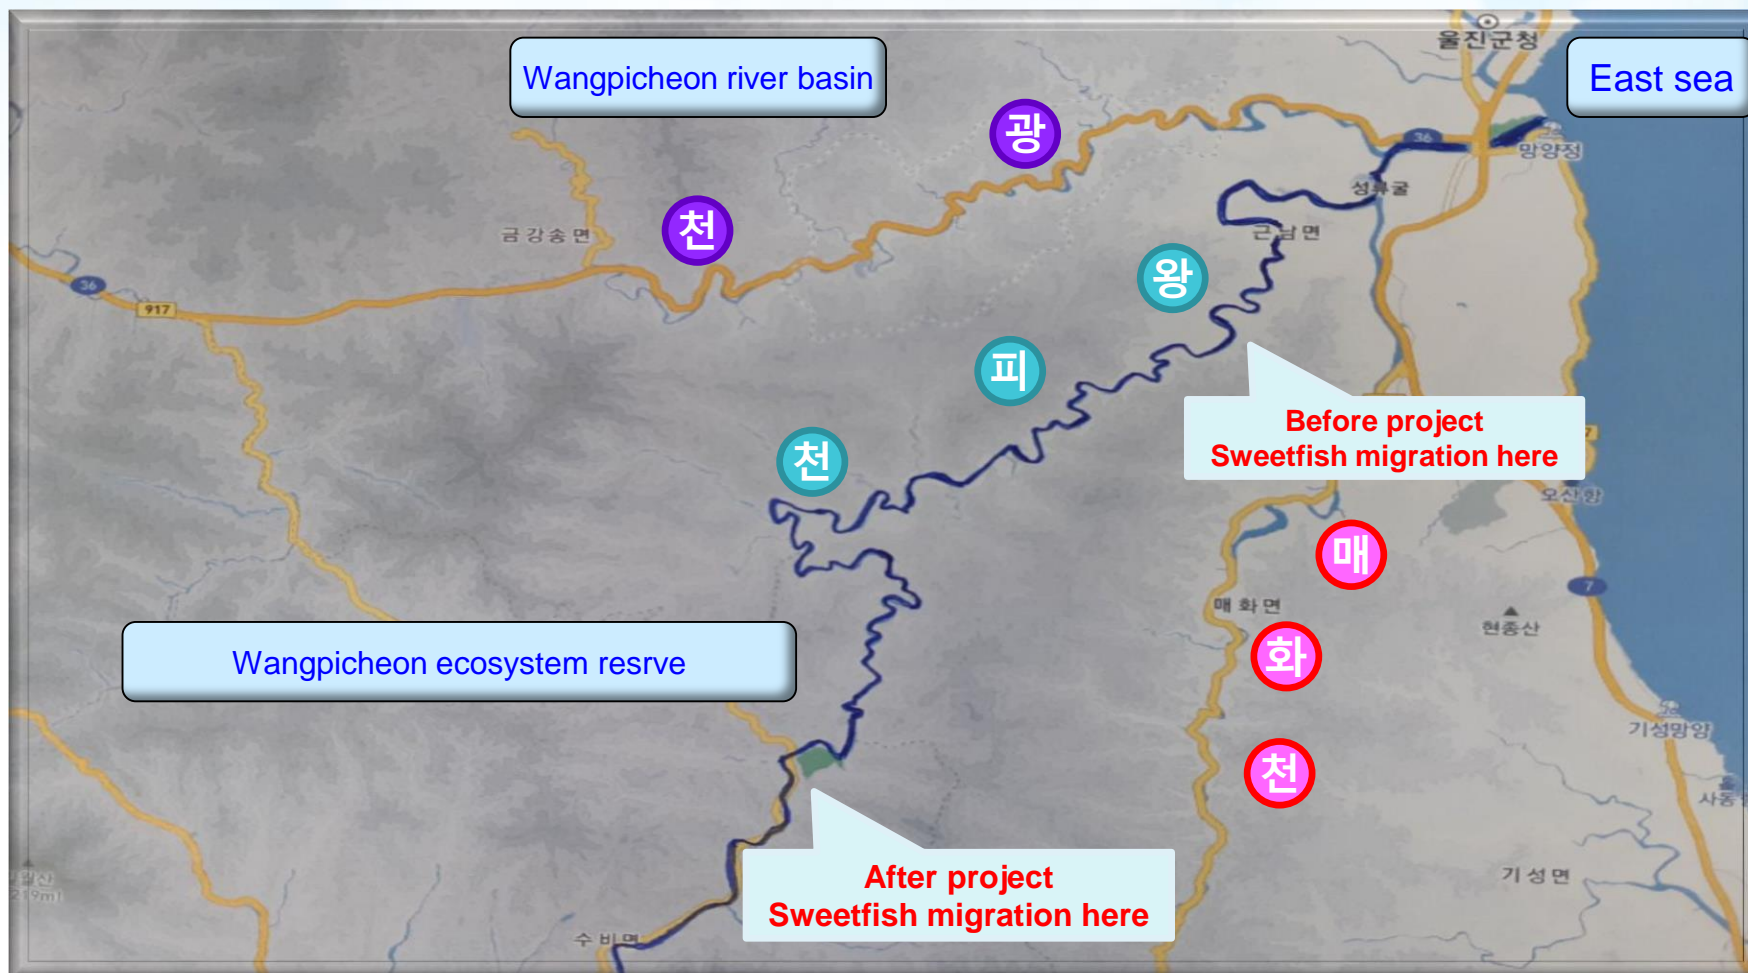 울진군청
Wangpicheon river basin
East sea
광
36
망양정
성류굴
천
금강송면
근남면
왕
36
917
피
Before project
Sweetfish migration here
천
7
오산항
매
7
매화면
현종산
화
Wangpicheon ecosystem resrve
기성망양
천
After project
Sweetfish migration here
기성면
수비면